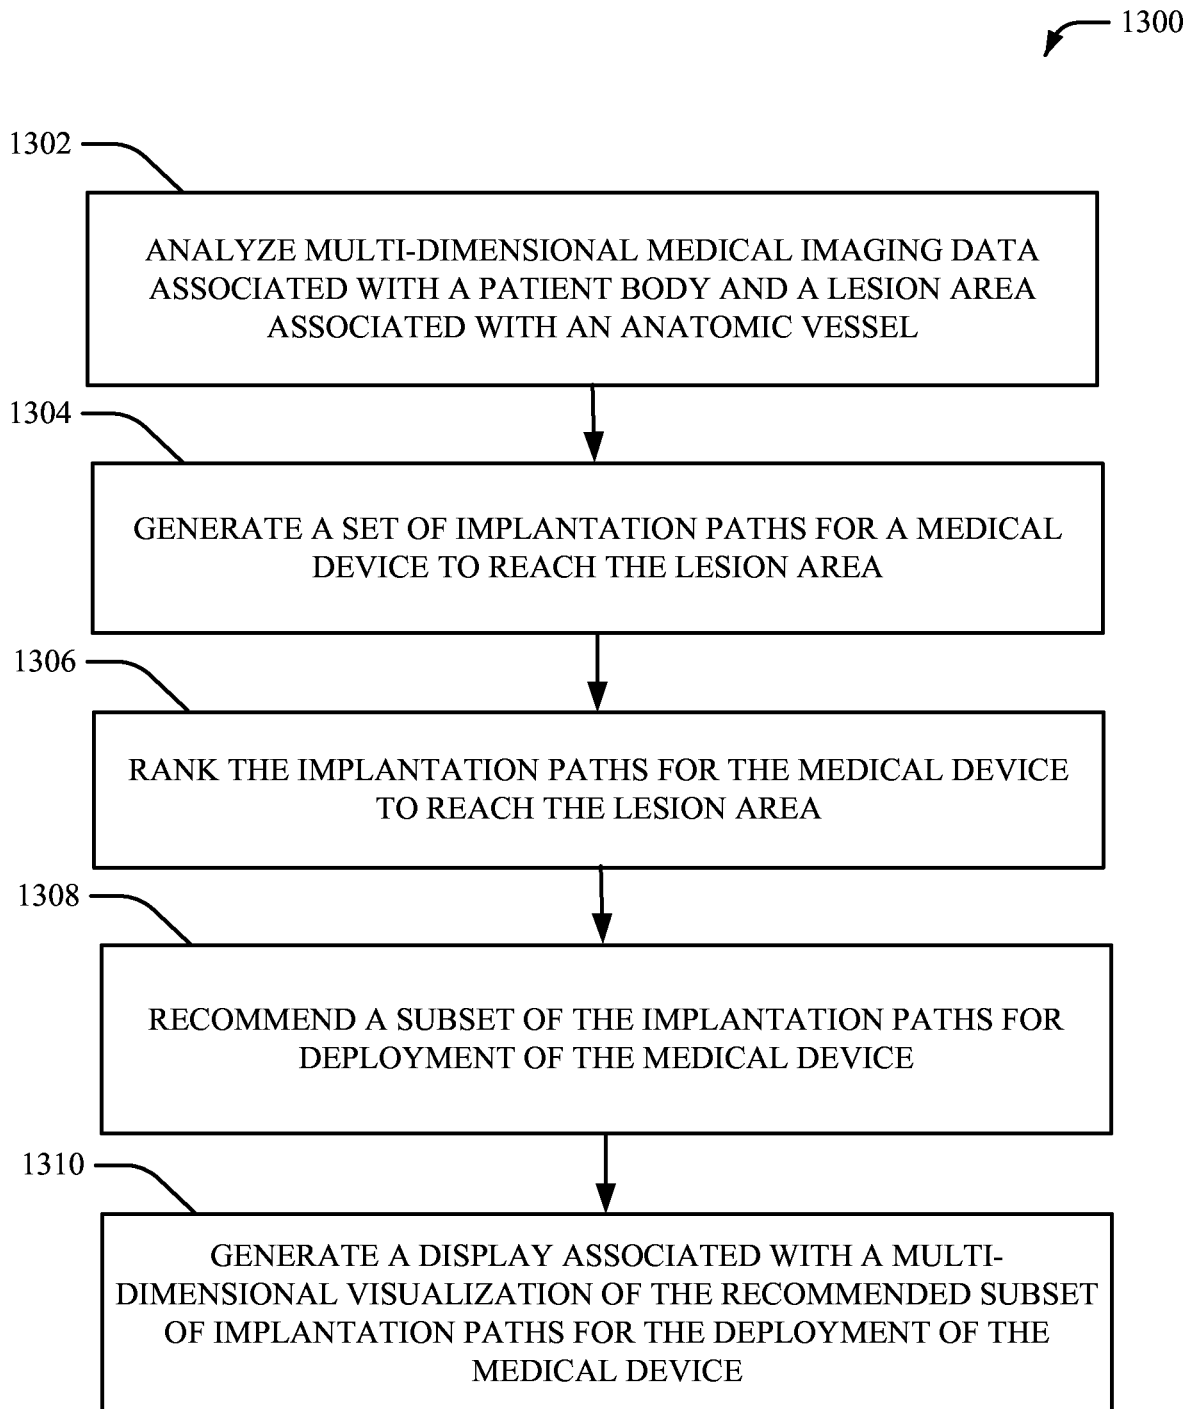 1300
1302
ANALYZE MULTI-DIMENSIONAL MEDICAL IMAGING DATA
ASSOCIATED WITH A PATIENT BODY AND A LESION AREA
ASSOCIATED WITH AN ANATOMIC VESSEL
1304
GENERATE A SET OF IMPLANTATION PATHS FOR A MEDICAL
DEVICE TO REACH THE LESION AREA
1306
RANK THE IMPLANTATION PATHS FOR THE MEDICAL DEVICE
TO REACH THE LESION AREA
1308
RECOMMEND A SUBSET OF THE IMPLANTATION PATHS FOR
DEPLOYMENT OF THE MEDICAL DEVICE
1310
GENERATE A DISPLAY ASSOCIATED WITH A MULTI-
DIMENSIONAL VISUALIZATION OF THE RECOMMENDED SUBSET
OF IMPLANTATION PATHS FOR THE DEPLOYMENT OF THE
MEDICAL DEVICE